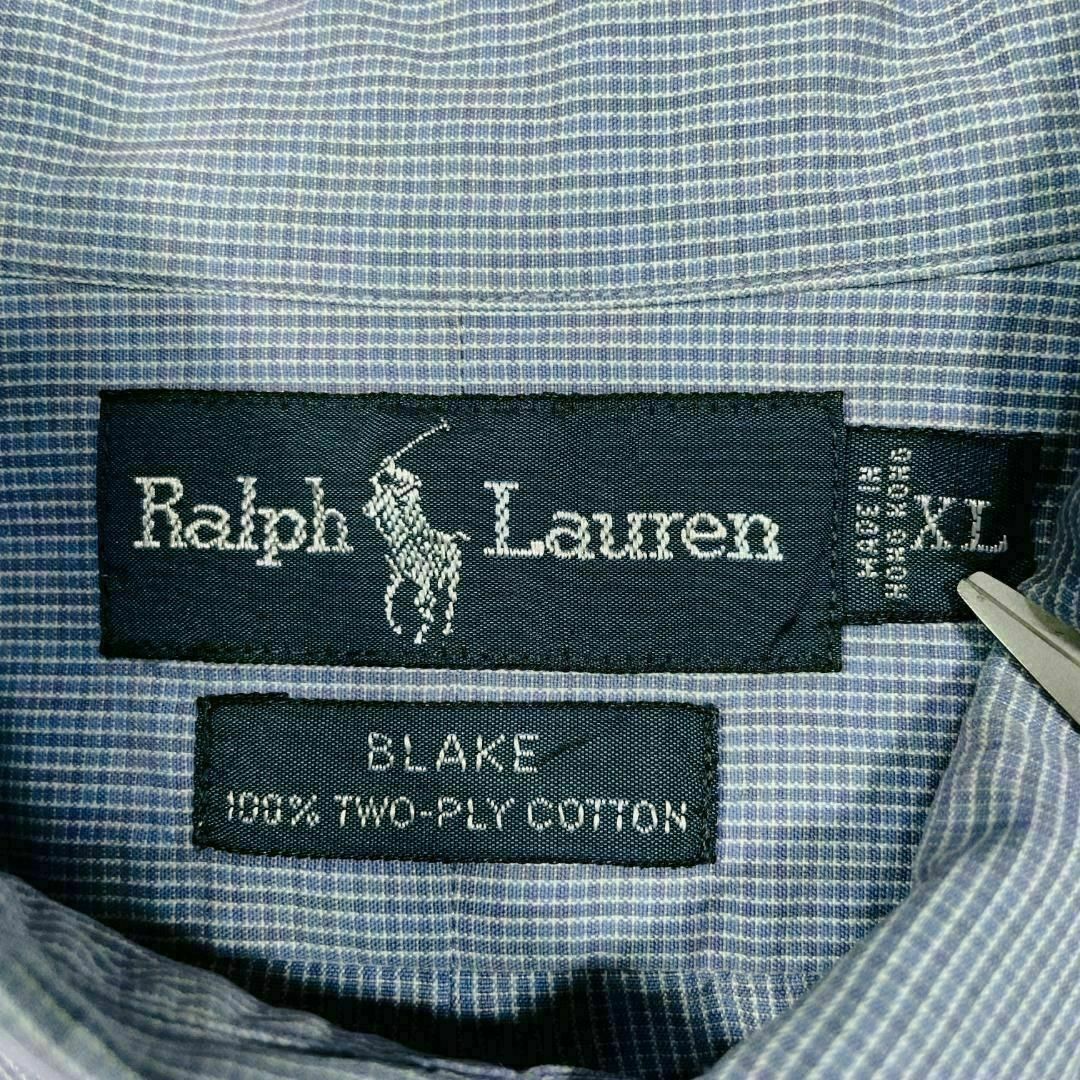 Ralph Lauren
XL
MADE IN
HONG KONG
BLAKE
100% TWO-PLY COTTON